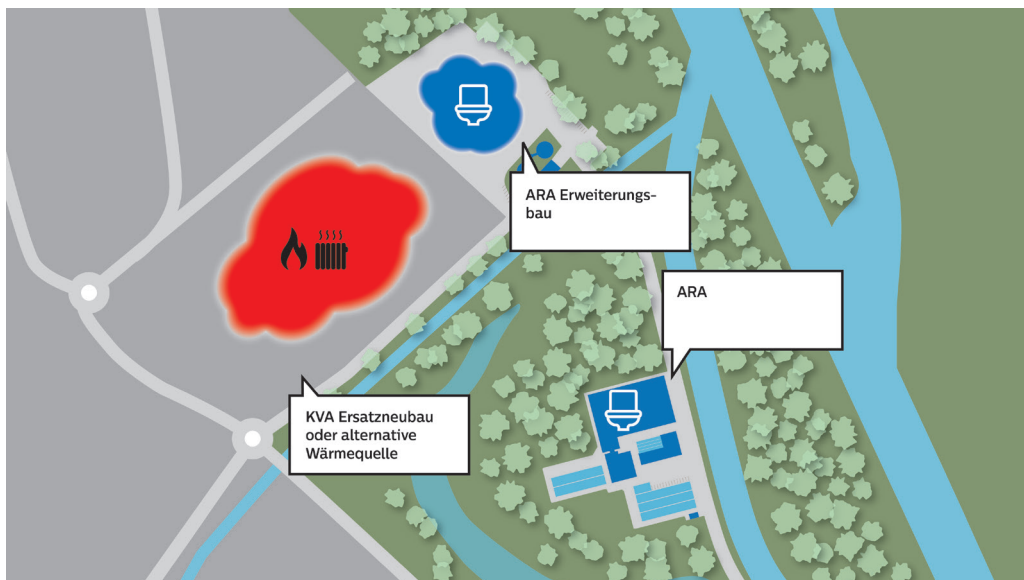 ARA Erweiterungs-
bau
ARA
KVA Ersatzneubau
oder alternative
Wärmequelle